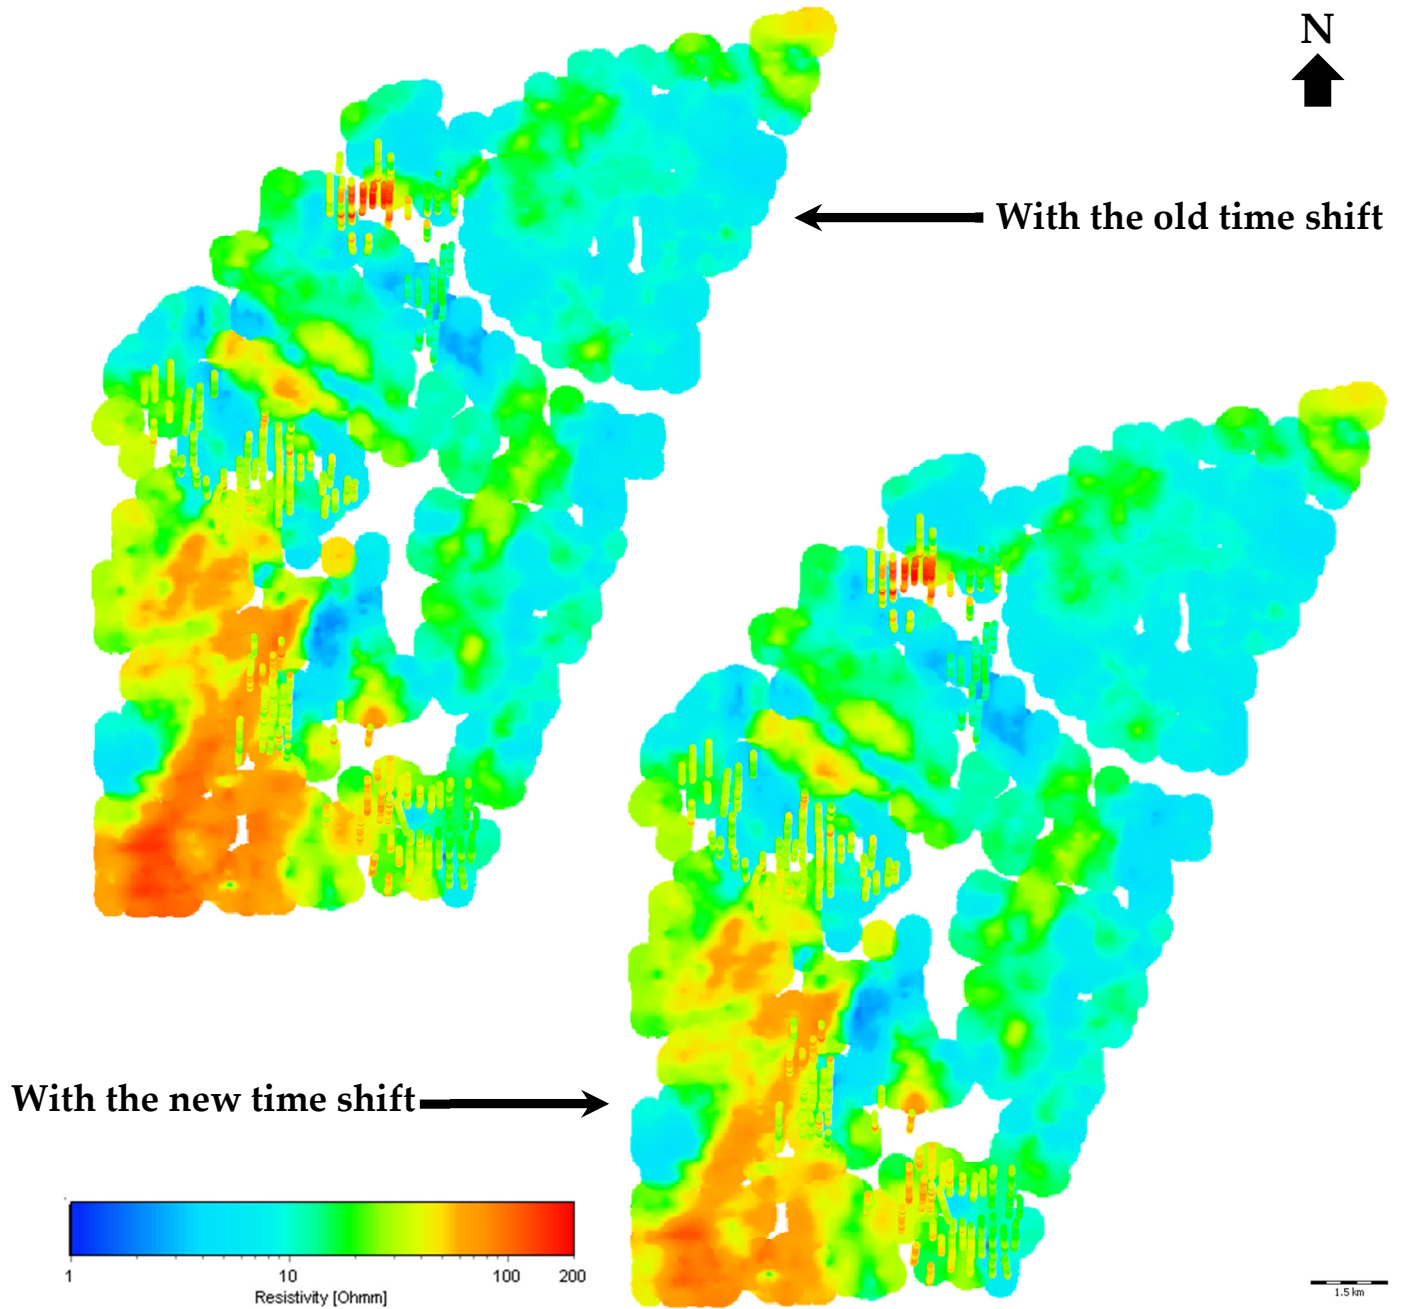 N
With the old time shift
With the new time shift
1 10 100 200
Resistivity [Ohmm]
1.5 km